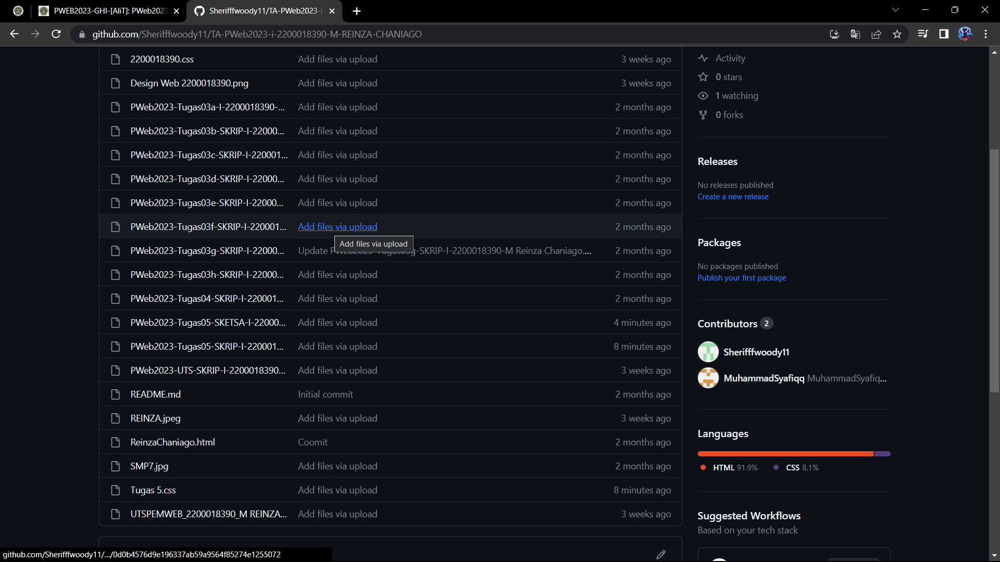 PWEB2023-GHI-[AliT]: PWeb2023
Sherifffwoody11/TA-PWeb2023-i
github.com/Sherifffwoody11/TA-PWeb2023-i-2200018390-M-REINZA-CHANIAGO
2200018390.css Add files via upload 3 weeks ago
Design Web 2200018390.png Add files via upload 3 weeks ago
PWeb2023-Tugas03a-I-2200018390-... Add files via upload 2 months ago
PWeb2023-Tugas03b-SKRIP-I-22000... Add files via upload 2 months ago
PWeb2023-Tugas03c-SKRIP-I-220001... Add files via upload 2 months ago
PWeb2023-Tugas03d-SKRIP-I-22000... Add files via upload 2 months ago
PWeb2023-Tugas03e-SKRIP-I-22000... Add files via upload 2 months ago
PWeb2023-Tugas03f-SKRIP-I-220001... Add files via upload 2 months ago
Add files via upload
PWeb2023-Tugas03g-SKRIP-I-22000... Update PWeb2023-Tugas03g-SKRIP-I-2200018390-M Reinza Chaniago.... 2 months ago
PWeb2023-Tugas03h-SKRIP-I-22000... Add files via upload 2 months ago
PWeb2023-Tugas04-SKRIP-I-220001... Add files via upload 2 months ago
PWeb2023-Tugas05-SKETSA-I-22000... Add files via upload 4 minutes ago
PWeb2023-Tugas05-SKRIP-I-220001... Add files via upload 8 minutes ago
PWeb2023-UTS-SKRIP-I-2200018390... Add files via upload 3 weeks ago
README.md Initial commit 2 months ago
REINZA.jpeg Add files via upload 3 weeks ago
ReinzaChaniago.html Coomit 2 months ago
SMP7.jpg Add files via upload 2 months ago
Tugas 5.css Add files via upload 8 minutes ago
UTSPEMWEB_2200018390_M REINZA... Add files via upload 3 weeks ago
Activity
0 stars
1 watching
0 forks
Releases
No releases published
Create a new release
Packages
No packages published
Publish your first package
Contributors 2
Sherifffwoody11
MuhammadSyafiqq MuhammadSyafiq...
Languages
HTML 91.9% CSS 8.1%
Suggested Workflows
Based on your tech stack
github.com/Sherifffwoody11/.../0d0b4576d9e196337ab59a9564f85274e1255072